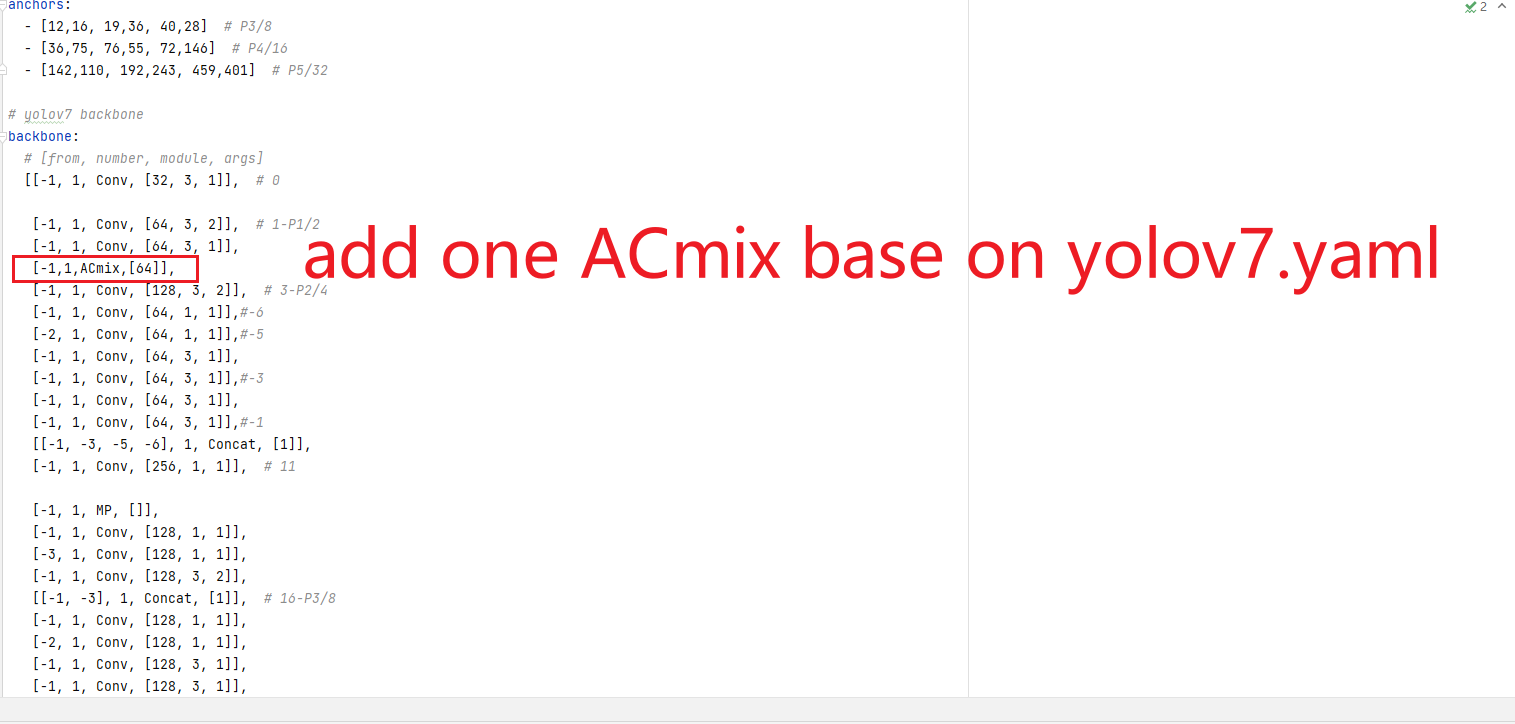 anchors:
- [12,16, 19,36, 40,28]  # P3/8
- [36,75, 76,55, 72,146]  # P4/16
- [142,110, 192,243, 459,401]  # P5/32
# yolov7 backbone
backbone:
# [from, number, module, args]
[[-1, 1, Conv, [32, 3, 1]],  # 0
[-1, 1, Conv, [64, 3, 2]],  # 1-P1/2
[-1, 1, Conv, [64, 3, 1]],
[-1,1,ACmix,[64]],
add one ACmix base on yolov7.yaml
[-1, 1, Conv, [128, 3, 2]],  # 3-P2/4
[-1, 1, Conv, [64, 1, 1]],#-6
[-2, 1, Conv, [64, 1, 1]],#-5
[-1, 1, Conv, [64, 3, 1]],
[-1, 1, Conv, [64, 3, 1]],#-3
[-1, 1, Conv, [64, 3, 1]],
[-1, 1, Conv, [64, 3, 1]],#-1
[[-1, -3, -5, -6], 1, Concat, [1]],
[-1, 1, Conv, [256, 1, 1]],  # 11
[-1, 1, MP, []],
[-1, 1, Conv, [128, 1, 1]],
[-3, 1, Conv, [128, 1, 1]],
[-1, 1, Conv, [128, 3, 2]],
[[-1, -3], 1, Concat, [1]],  # 16-P3/8
[-1, 1, Conv, [128, 1, 1]],
[-2, 1, Conv, [128, 1, 1]],
[-1, 1, Conv, [128, 3, 1]],
[-1, 1, Conv, [128, 3, 1]],
2